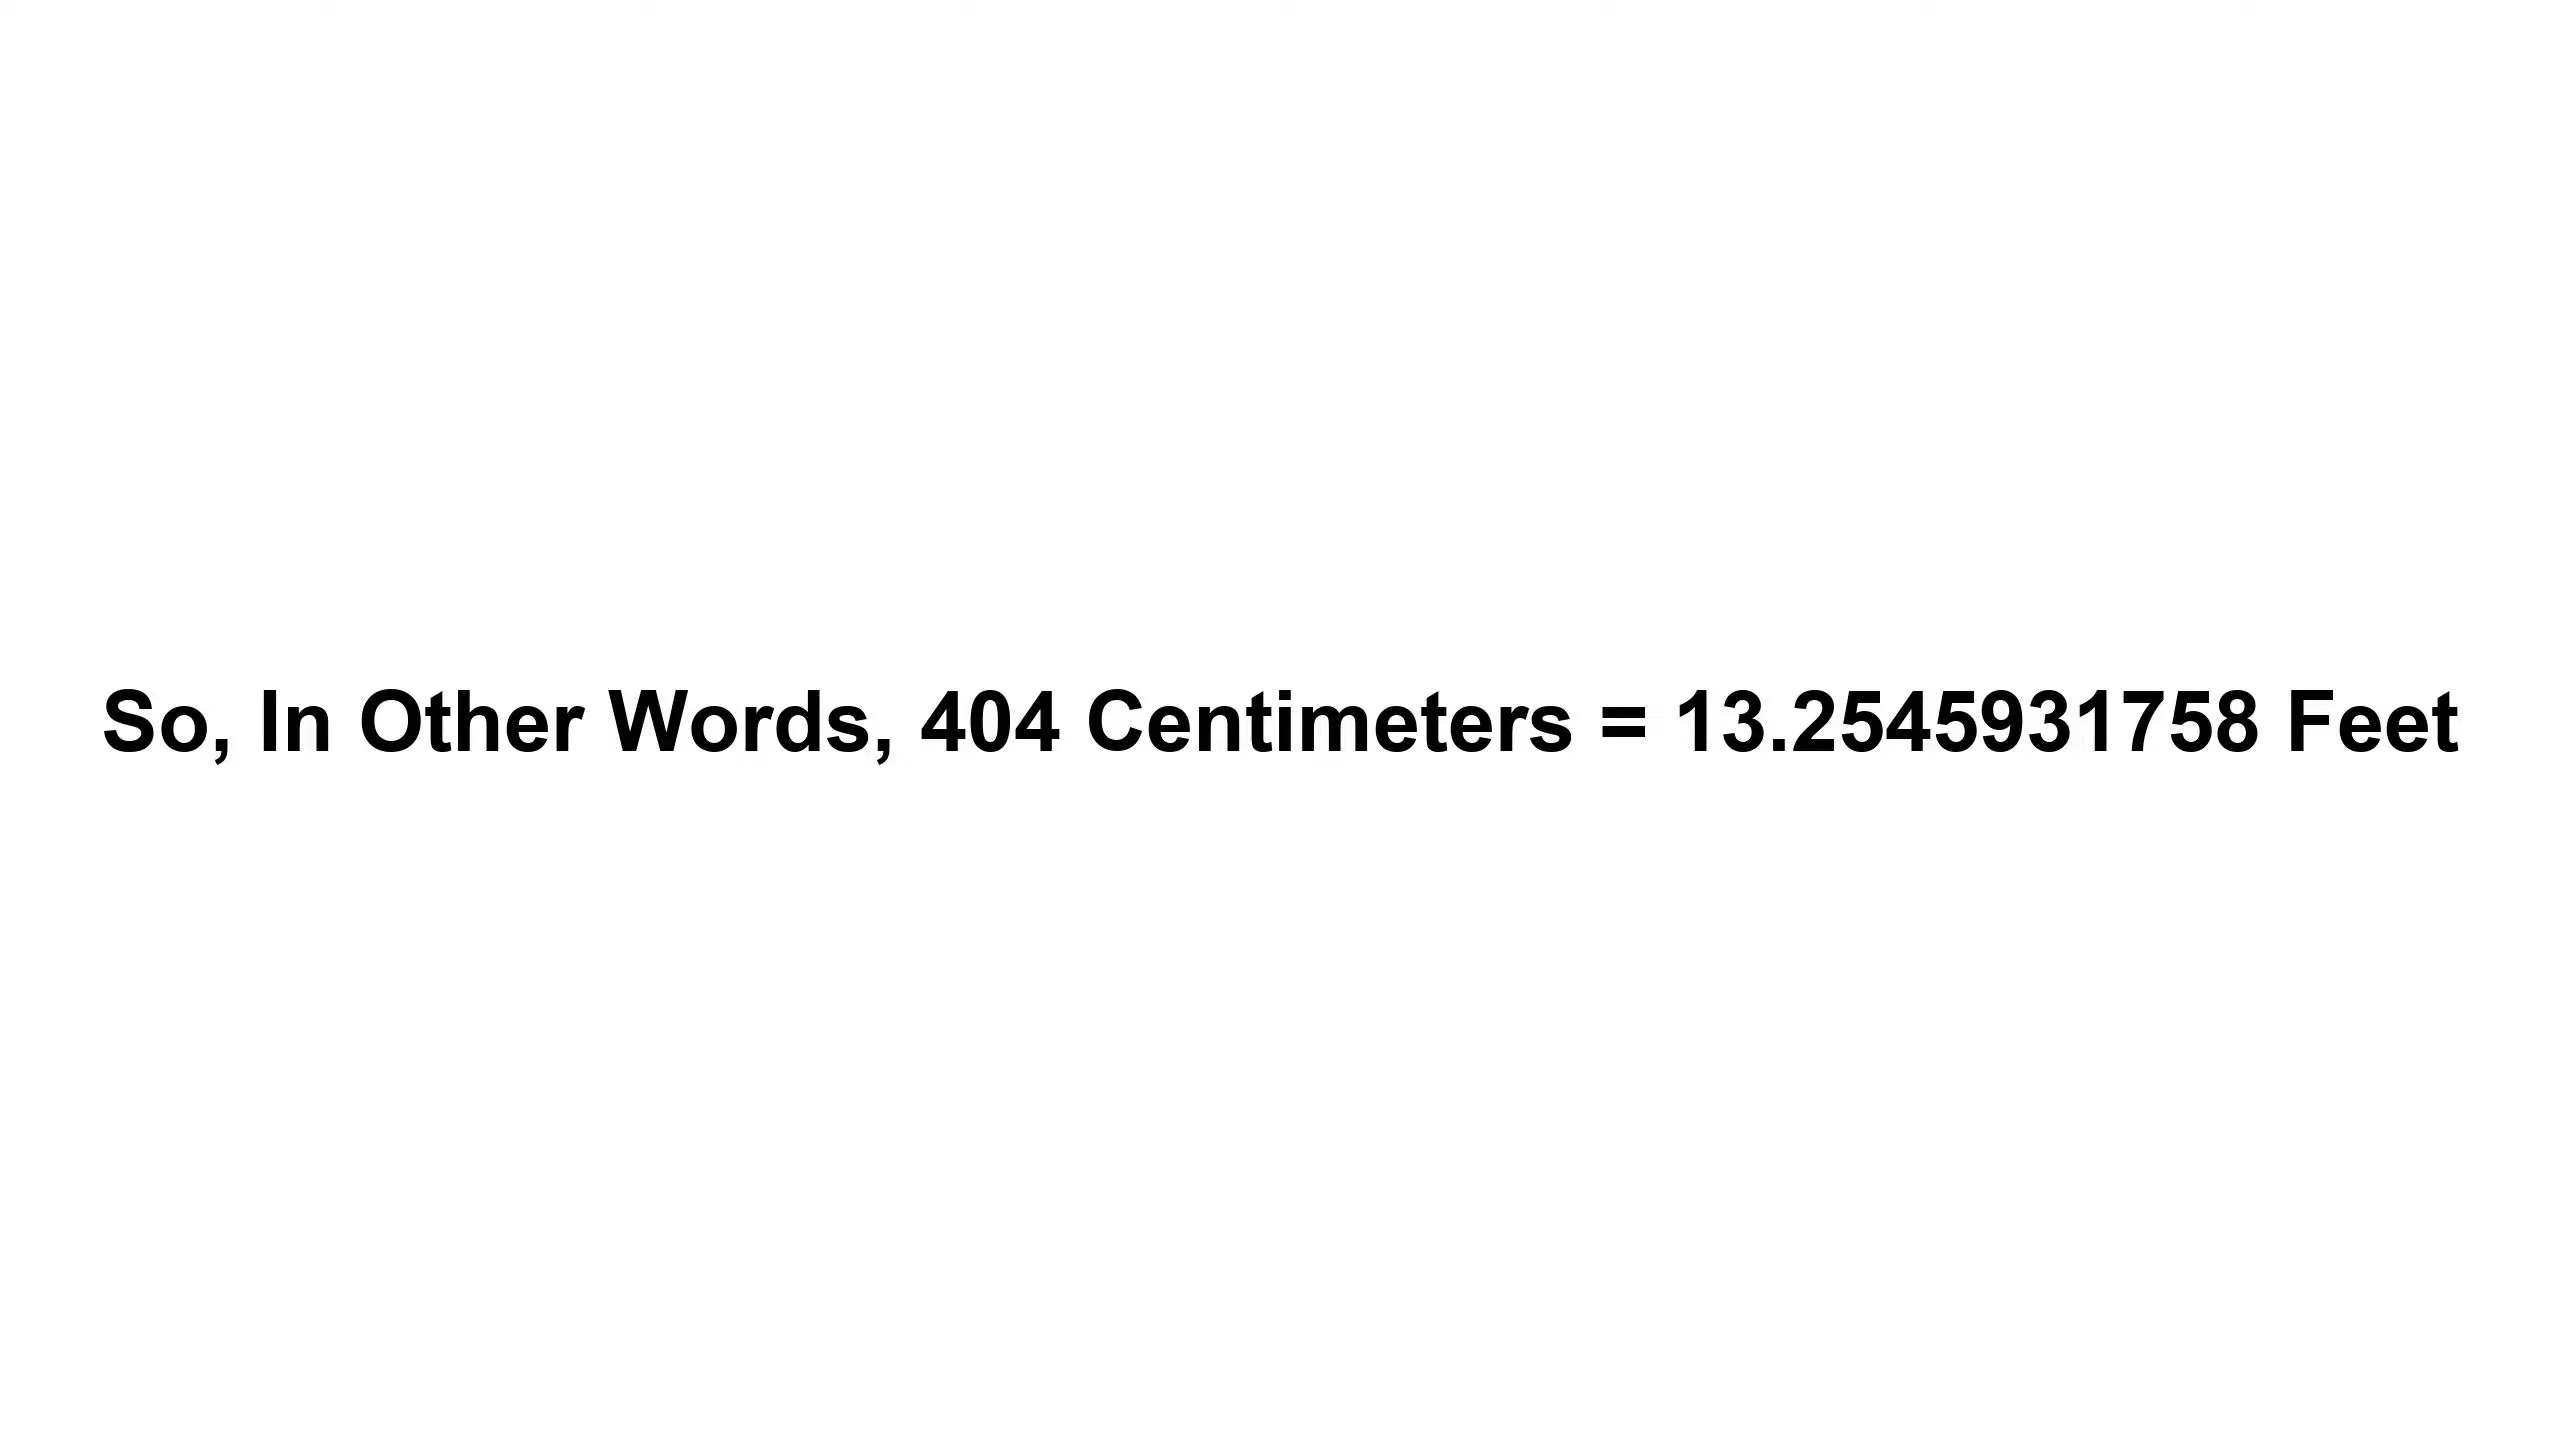 So, In Other Words, 404 Centimeters = 13.2545931758 Feet